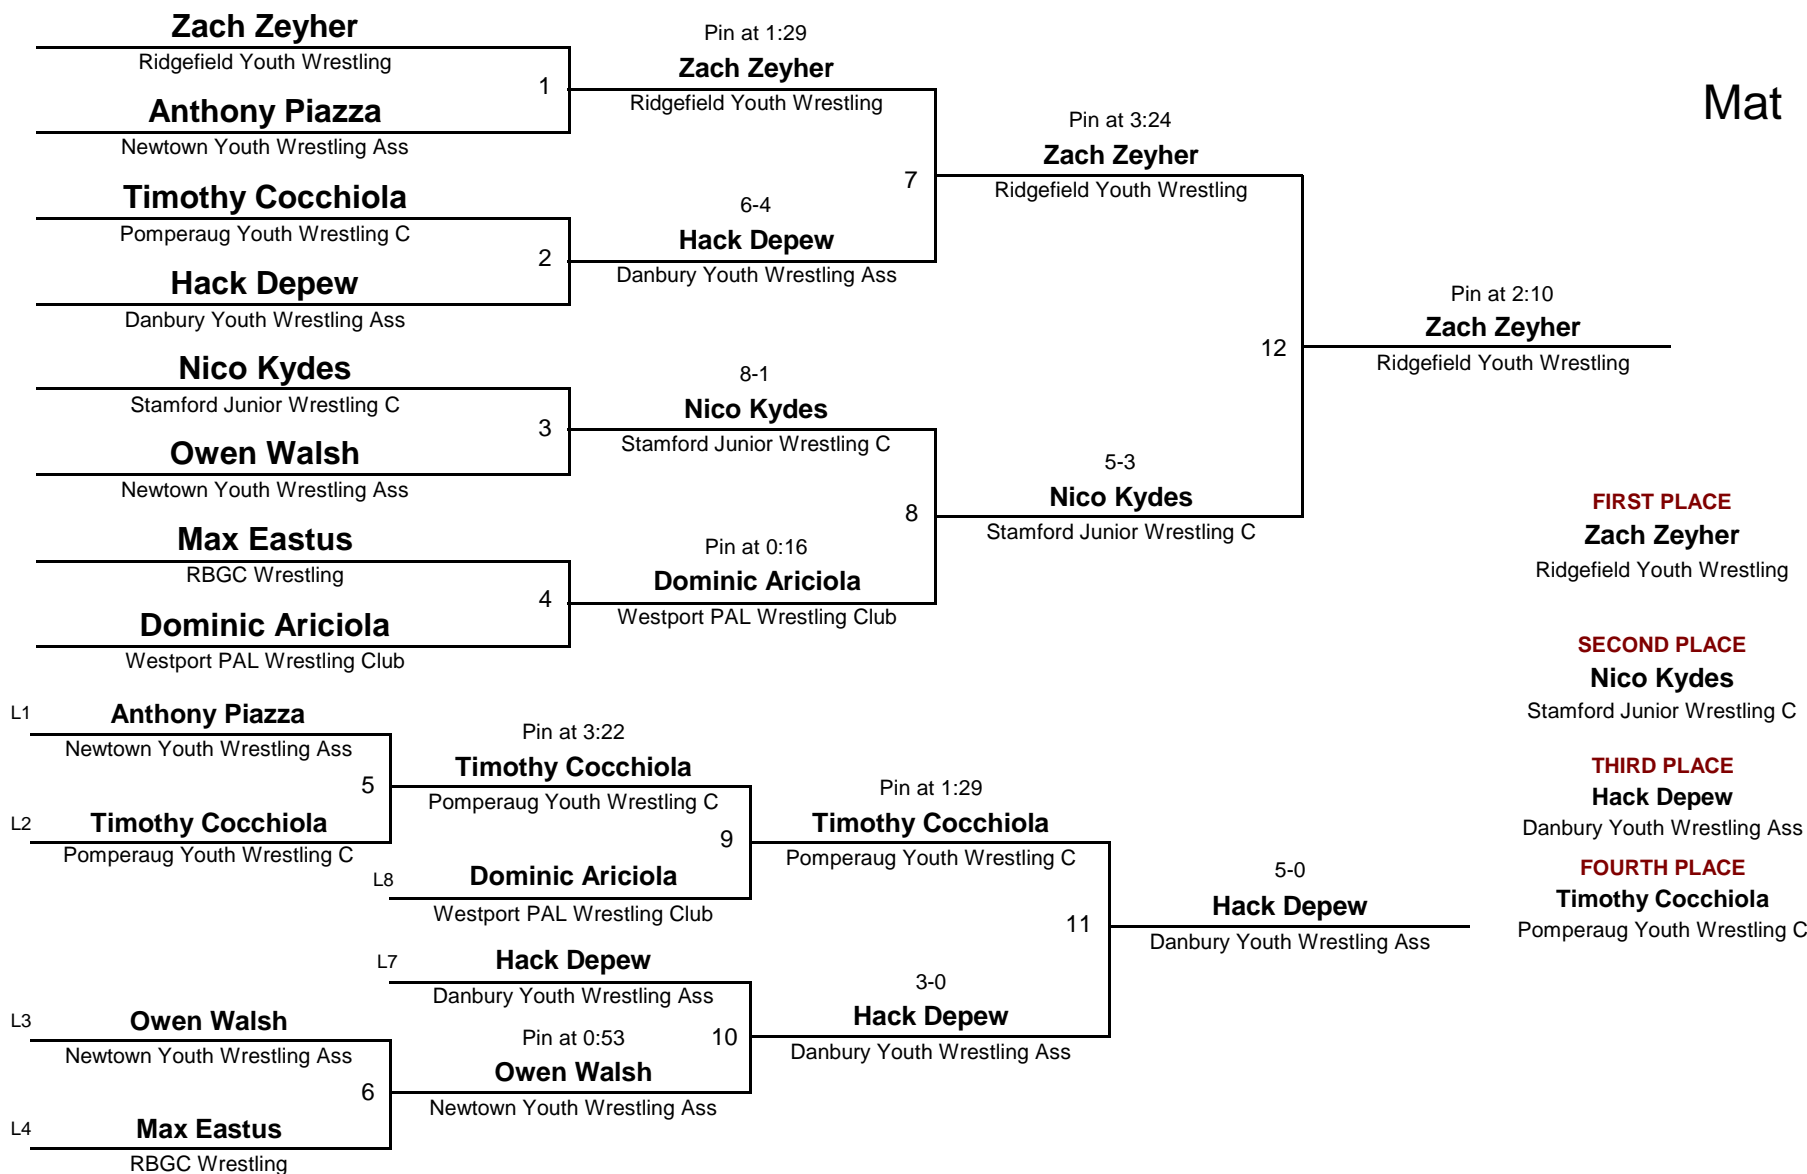 Zach Zeyher
Ridgefield Youth Wrestling
1
Anthony Piazza
Newtown Youth Wrestling Ass
Timothy Cocchiola
Pomperaug Youth Wrestling C
2
Hack Depew
Danbury Youth Wrestling Ass
Nico Kydes
Stamford Junior Wrestling C
3
Owen Walsh
Newtown Youth Wrestling Ass
Max Eastus
RBGC Wrestling
4
Dominic Ariciola
Westport PAL Wrestling Club
Pin at 1:29
Zach Zeyher
Ridgefield Youth Wrestling
7
6-4
Hack Depew
Danbury Youth Wrestling Ass
8-1
Nico Kydes
Stamford Junior Wrestling C
8
Pin at 0:16
Dominic Ariciola
Westport PAL Wrestling Club
Pin at 3:24
Zach Zeyher
Ridgefield Youth Wrestling
12
5-3
Nico Kydes
Stamford Junior Wrestling C
Pin at 2:10
Zach Zeyher
Ridgefield Youth Wrestling
Mat
FIRST PLACE
Zach Zeyher
Ridgefield Youth Wrestling
SECOND PLACE
Nico Kydes
Stamford Junior Wrestling C
THIRD PLACE
Hack Depew
Danbury Youth Wrestling Ass
FOURTH PLACE
Timothy Cocchiola
Pomperaug Youth Wrestling C
L1
Anthony Piazza
Newtown Youth Wrestling Ass
5
L2
Timothy Cocchiola
Pomperaug Youth Wrestling C
L3
Owen Walsh
Newtown Youth Wrestling Ass
6
L4
Max Eastus
RBGC Wrestling
Pin at 3:22
Timothy Cocchiola
Pomperaug Youth Wrestling C
9
L8
Dominic Ariciola
Westport PAL Wrestling Club
L7
Hack Depew
Danbury Youth Wrestling Ass
10
Pin at 0:53
Owen Walsh
Newtown Youth Wrestling Ass
Pin at 1:29
Timothy Cocchiola
Pomperaug Youth Wrestling C
11
3-0
Hack Depew
Danbury Youth Wrestling Ass
5-0
Hack Depew
Danbury Youth Wrestling Ass